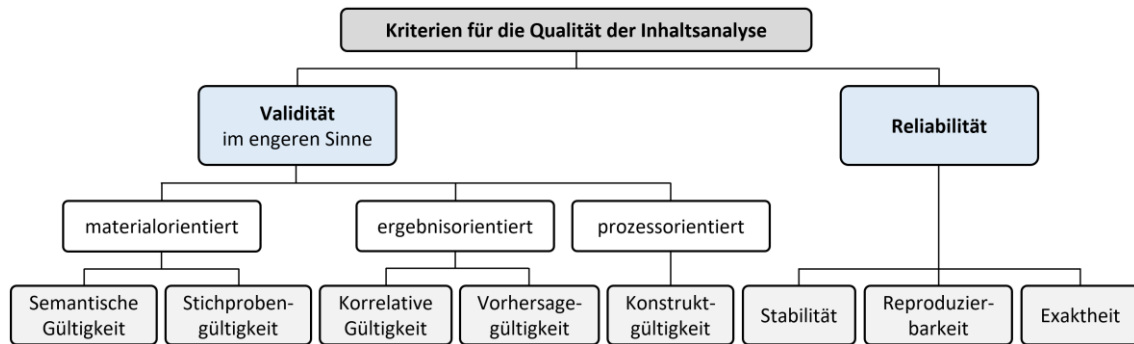 Kriterien für die Qualität der Inhaltsanalyse
Validität
im engeren Sinne
Reliabilität
materialorientiert
ergebnisorientiert
prozessorientiert
Semantische
Gültigkeit
Stichproben-
gültigkeit
Korrelative
Gültigkeit
Vorhersage-
gültigkeit
Konstrukt-
gültigkeit
Stabilität
Reproduzier-
barkeit
Exaktheit